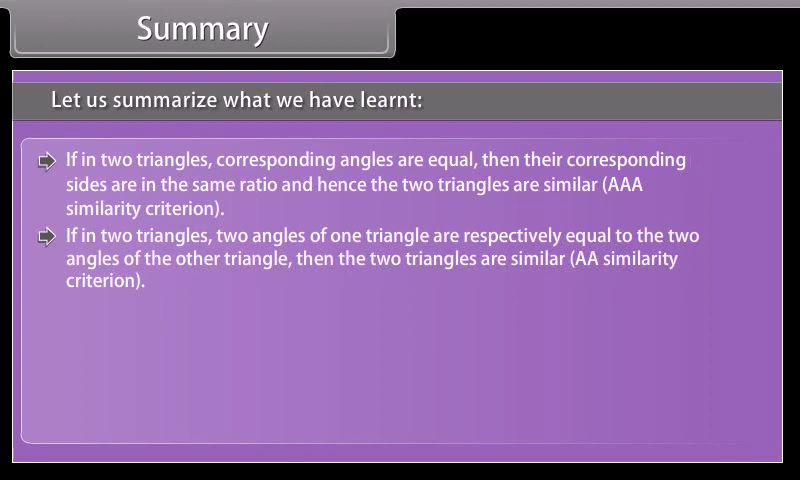 Summary
Let us summarize what we have learnt:
If in two triangles, corresponding angles are equal, then their corresponding
sides are in the same ratio and hence the two triangles are similar (AAA
similarity criterion).
If in two triangles, two angles of one triangle are respectively equal to the two
angles of the other triangle, then the two triangles are similar (AA similarity
criterion).